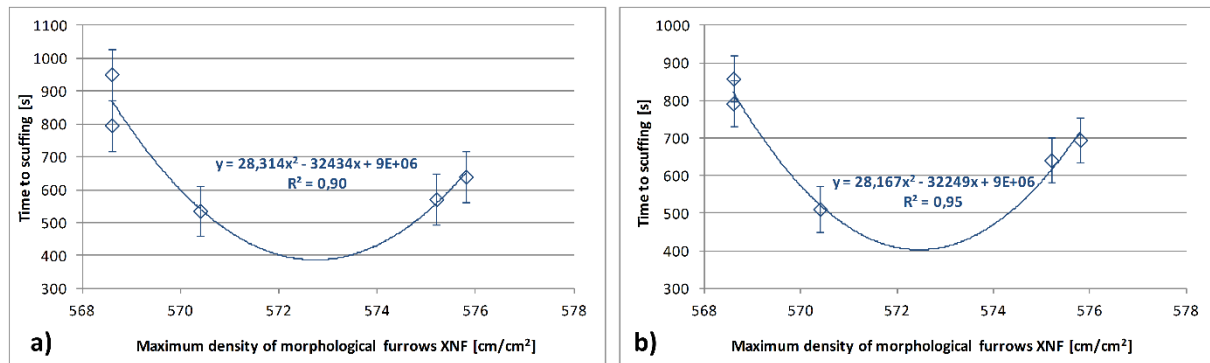 1100
1000
900
800
700
600
500
400
300
Time to scuffing [s]
y = 28,314x² - 32434x + 9E+06
R² = 0,90
568 570 572 574 576 578
a) Maximum density of morphological furrows XNF [cm/cm²]
1000
900
800
700
600
500
400
300
Time to scuffing [s]
y = 28,167x² - 32249x + 9E+06
R² = 0,95
568 570 572 574 576 578
b) Maximum density of morphological furrows XNF [cm/cm²]